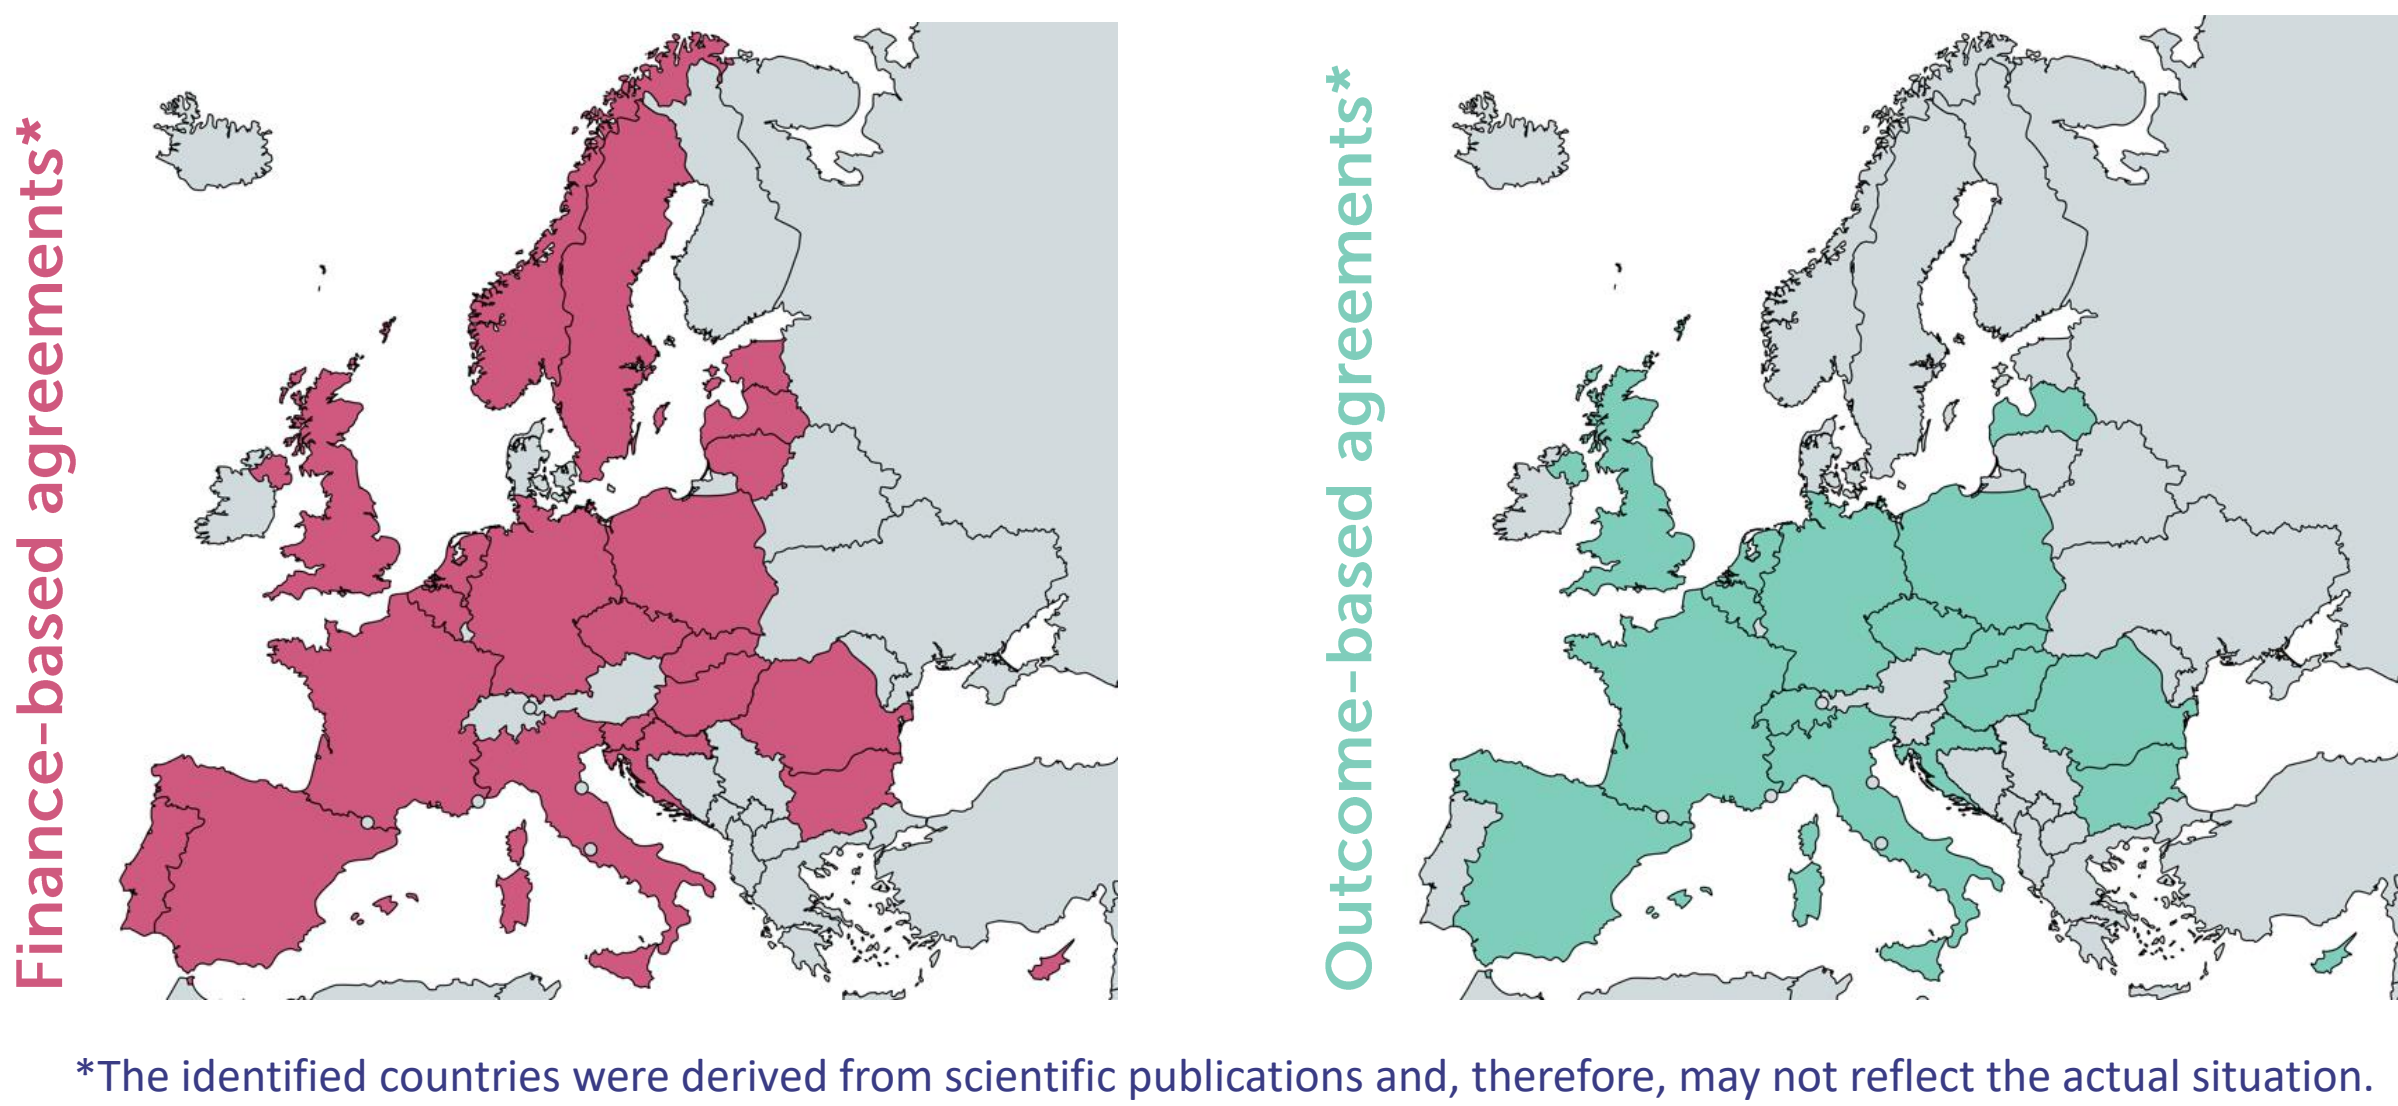 Finance-based agreements*
Outcome-based agreements*
*The identified countries were derived from scientific publications and, therefore, may not reflect the actual situation.